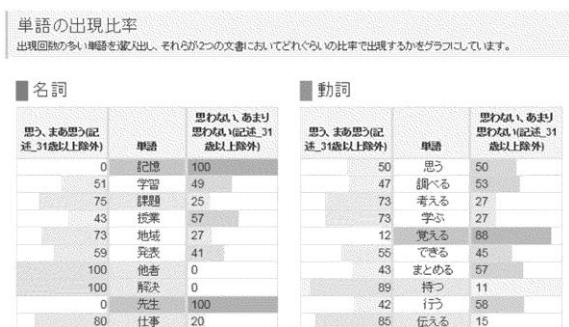 単語の出現比率
出現回数の多い単語を選び出し、それらが2つの文書においてどれぐらいの比率で出現するかをグラフにしています。
名詞
思う、まあ思う(記述_31歳以上除外) 単語 思わない、あまり思わない(記述_31歳以上除外)
0 記憶 100
51 学習 49
75 課題 25
43 授業 57
73 地域 27
59 発表 41
100 他者 0
100 解決 0
0 先生 100
80 仕事 20
動詞
思う、まあ思う(記述_31歳以上除外) 単語 思わない、あまり思わない(記述_31歳以上除外)
50 思う 50
47 調べる 53
73 考える 27
73 学ぶ 27
12 覚える 88
55 できる 45
43 まとめる 57
89 持つ 11
42 行う 58
85 伝える 15